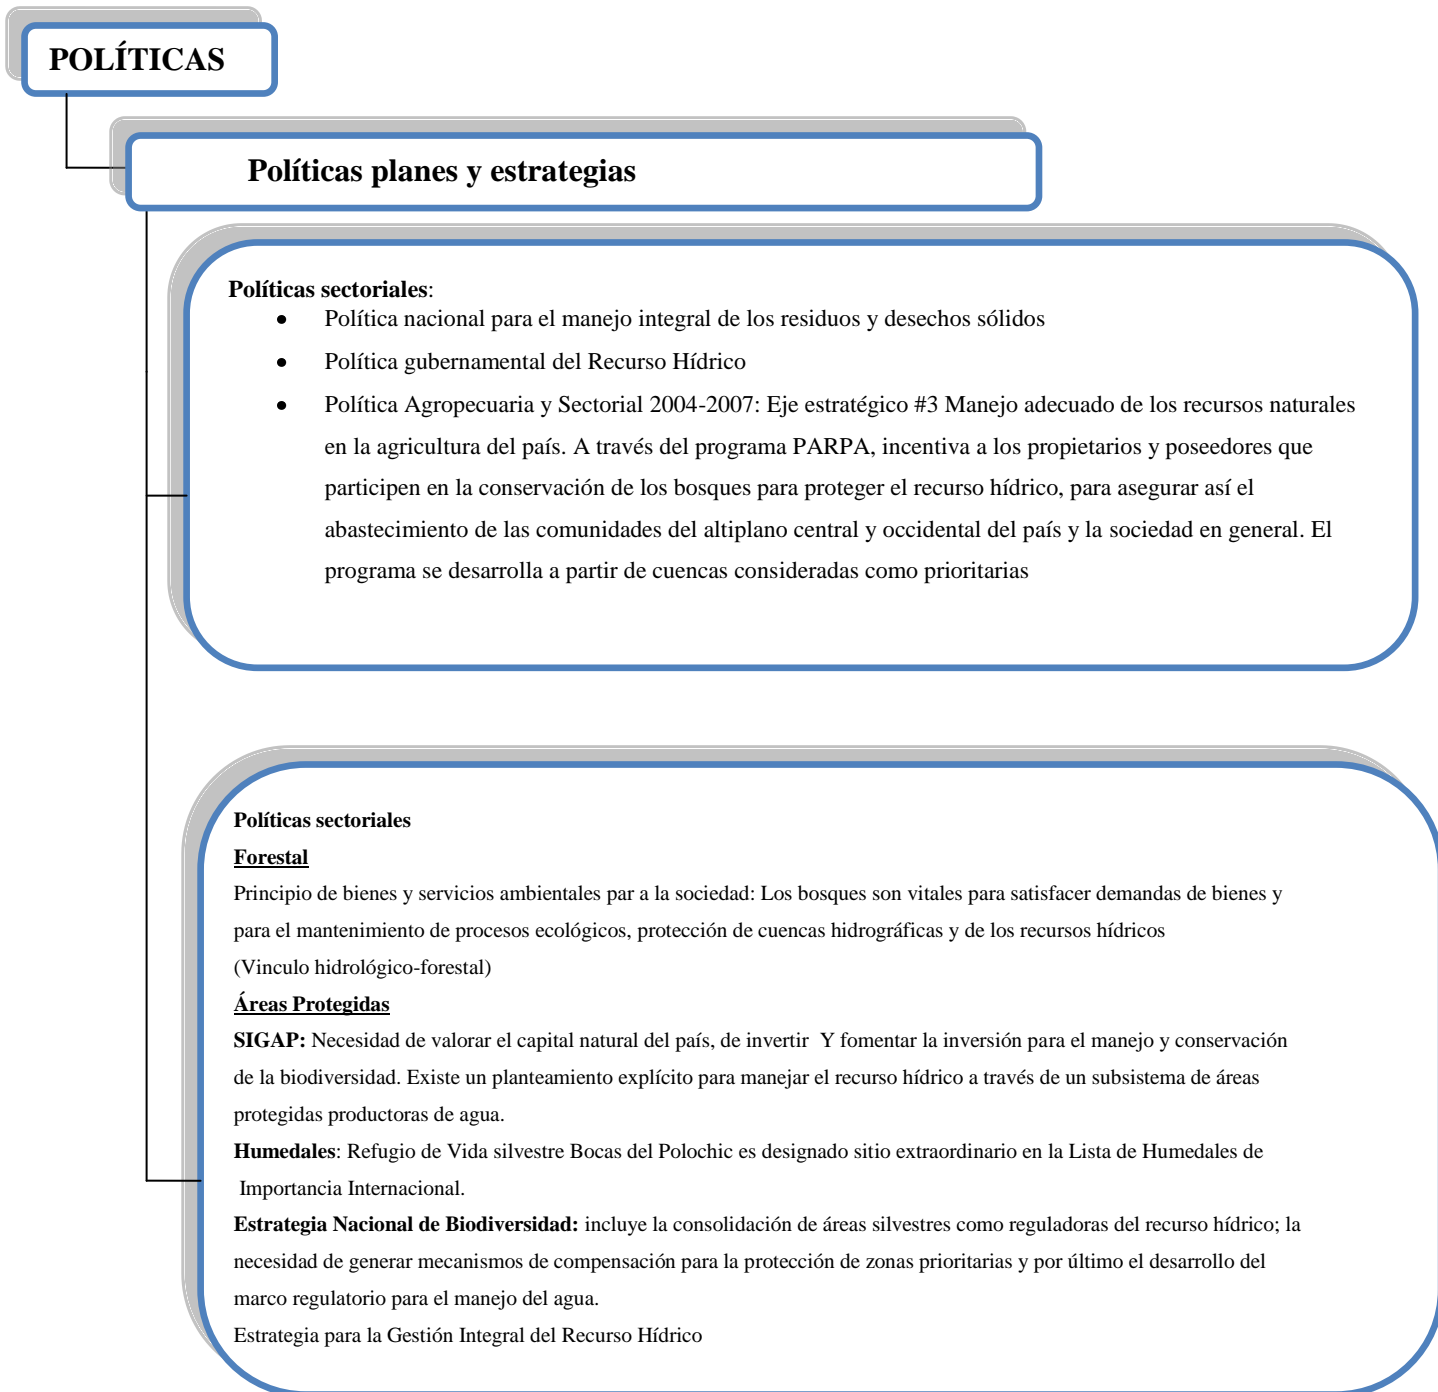 POLÍTICAS
Políticas planes y estrategias
Políticas sectoriales:
• Política nacional para el manejo integral de los residuos y desechos sólidos
• Política gubernamental del Recurso Hídrico
• Política Agropecuaria y Sectorial 2004-2007: Eje estratégico #3 Manejo adecuado de los recursos naturales
en la agricultura del país. A través del programa PARPA, incentiva a los propietarios y poseedores que
participen en la conservación de los bosques para proteger el recurso hídrico, para asegurar así el
abastecimiento de las comunidades del altiplano central y occidental del país y la sociedad en general. El
programa se desarrolla a partir de cuencas consideradas como prioritarias
Políticas sectoriales
Forestal
Principio de bienes y servicios ambientales par a la sociedad: Los bosques son vitales para satisfacer demandas de bienes y
para el mantenimiento de procesos ecológicos, protección de cuencas hidrográficas y de los recursos hídricos
(Vinculo hidrológico-forestal)
Áreas Protegidas
SIGAP: Necesidad de valorar el capital natural del país, de invertir Y fomentar la inversión para el manejo y conservación
de la biodiversidad. Existe un planteamiento explícito para manejar el recurso hídrico a través de un subsistema de áreas
protegidas productoras de agua.
Humedales: Refugio de Vida silvestre Bocas del Polochic es designado sitio extraordinario en la Lista de Humedales de
Importancia Internacional.
Estrategia Nacional de Biodiversidad: incluye la consolidación de áreas silvestres como reguladoras del recurso hídrico; la
necesidad de generar mecanismos de compensación para la protección de zonas prioritarias y por último el desarrollo del
marco regulatorio para el manejo del agua.
Estrategia para la Gestión Integral del Recurso Hídrico